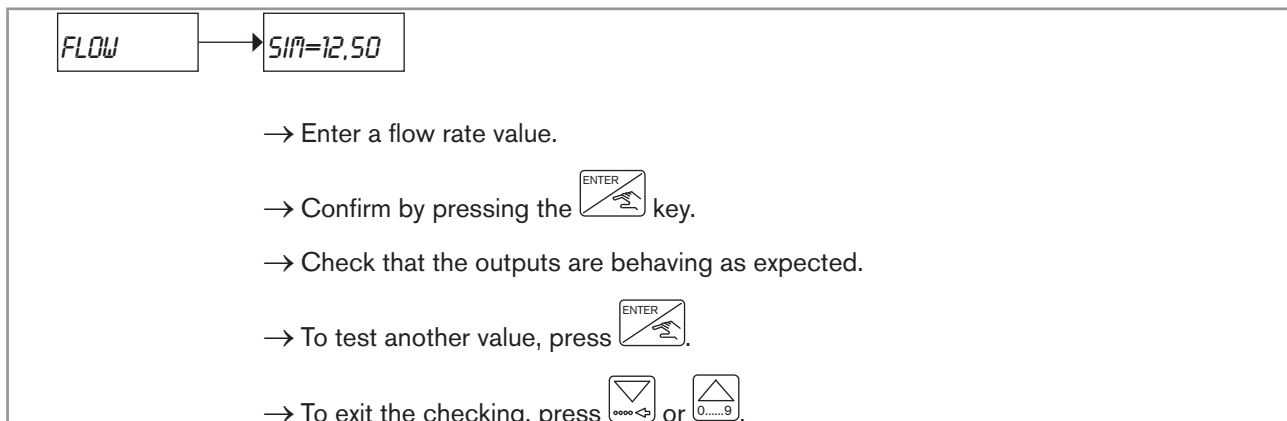 FLOW SIM=12,50
→ Enter a flow rate value.
→ Confirm by pressing the ENTER key.
→ Check that the outputs are behaving as expected.
→ To test another value, press ENTER.
→ To exit the checking, press or 0......9.